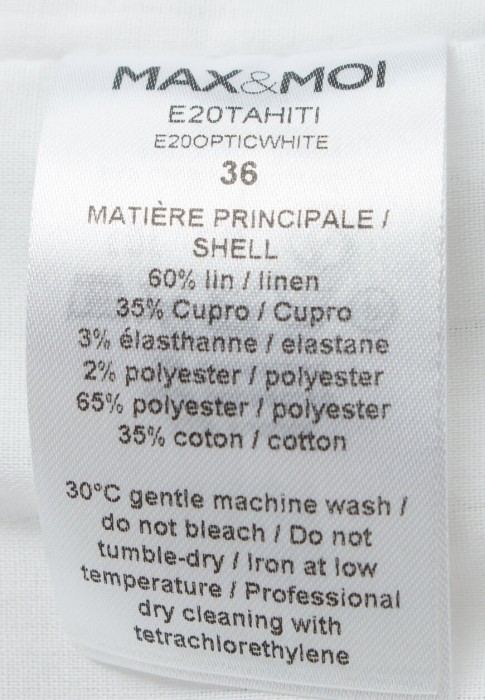 MAX&MOI
E20TAHITI
E20OPTICWHITE
36
MATIÈRE PRINCIPALE /
SHELL
60% lin / linen
35% Cupro / Cupro
3% élasthanne / elastane
2% polyester / polyester
65% polyester / polyester
35% coton / cotton
30°C gentle machine wash /
do not bleach / Do not
tumble-dry / Iron at low
temperature / Professional
dry cleaning with
tetrachlorethylene